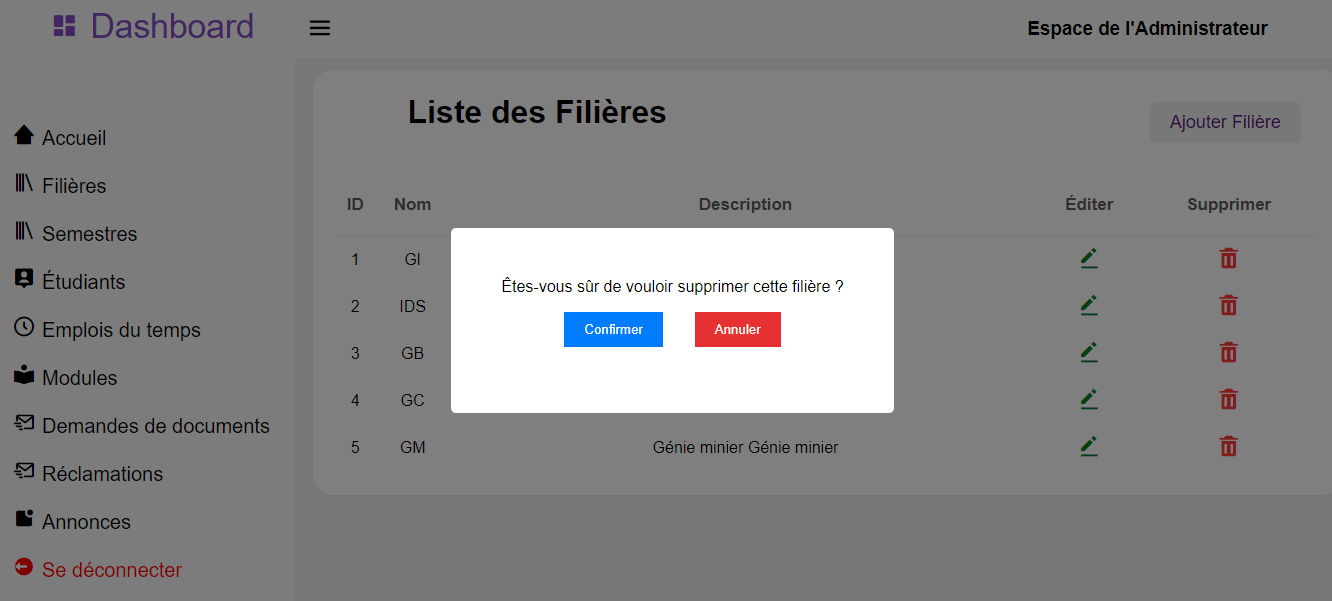 Dashboard
Espace de l'Administrateur
Accueil
Filières
Semestres
Étudiants
Emplois du temps
Modules
Demandes de documents
Réclamations
Annonces
Se déconnecter
Liste des Filières
Ajouter Filière
ID Nom Description Éditer Supprimer
1 GI
2 IDS
3 GB
4 GC
5 GM Génie minier Génie minier
Êtes-vous sûr de vouloir supprimer cette filière ?
Confirmer Annuler